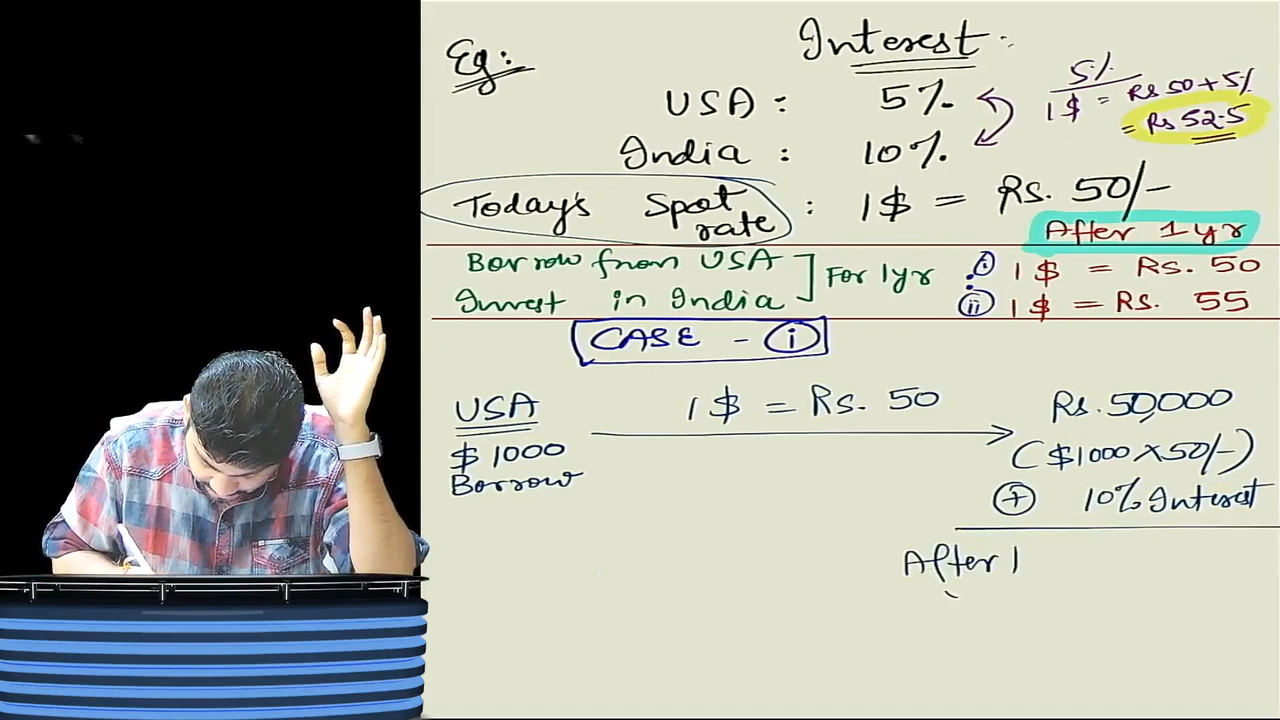 Eg:
Interest:
USA : 5%
India : 10%
5%
1$ = Rs 50 + 5%
= Rs 52.5
Today's Spot rate : 1$ = Rs. 50/-
After 1 yr
Borrow from USA
Invest in India
For 1yr
(i) 1$ = Rs. 50
(ii) 1$ = Rs. 55
CASE - (i)
USA
$ 1000
Borrow
1$ = Rs. 50
Rs. 50,000
($1000 x 50/-)
(+) 10% Interest
After 1